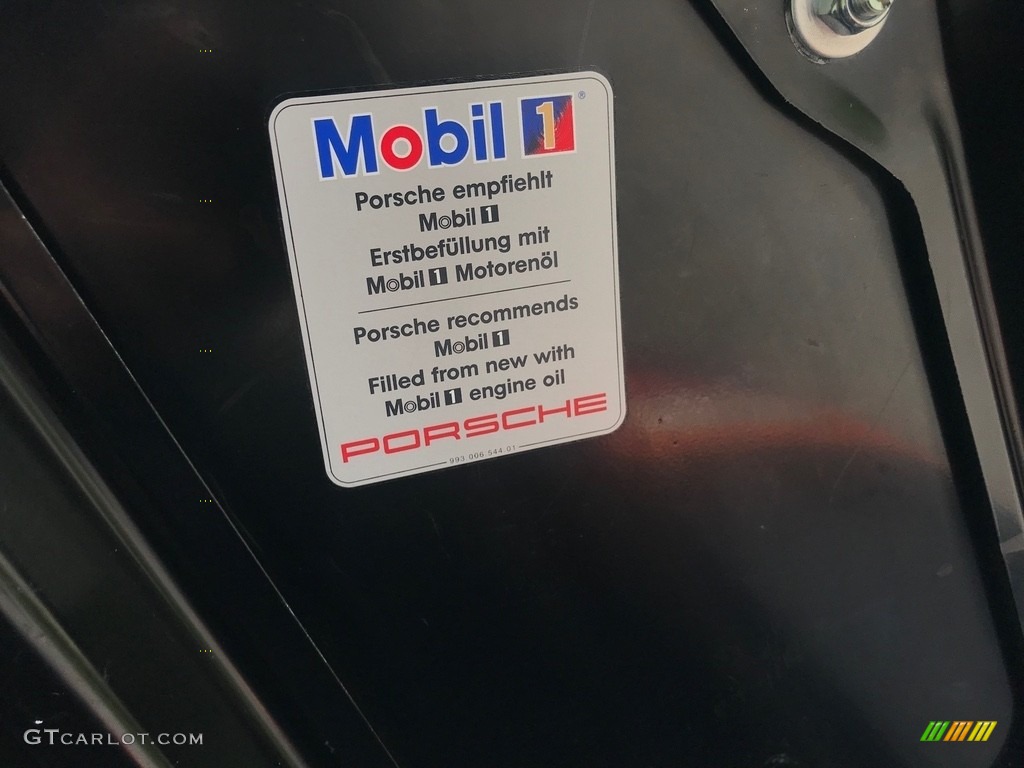 Mobil 1 ®
Porsche empfiehlt
Mobil 1
Erstbefüllung mit
Mobil 1 Motorenöl
Porsche recommends
Mobil 1
Filled from new with
Mobil 1 engine oil
PORSCHE
993.006.544.01
GTCARLOT.COM